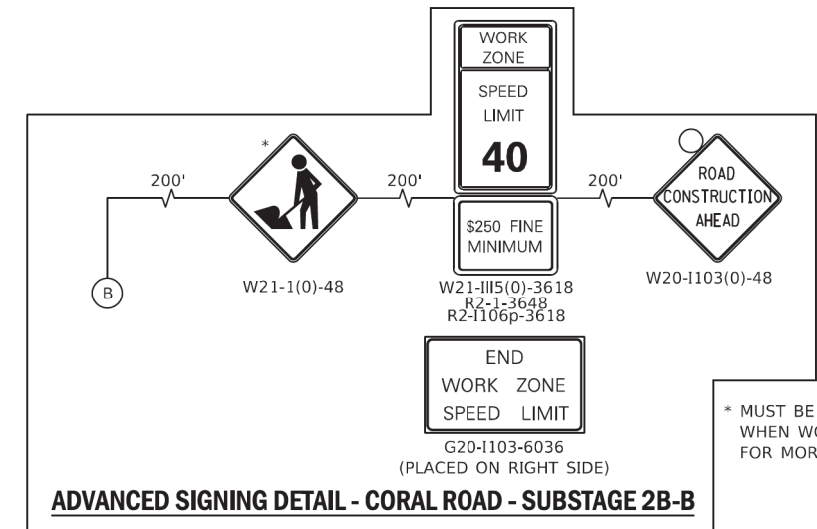 WORK
ZONE
SPEED
LIMIT
40
$250 FINE
MINIMUM
*
200'
200'
200'
ROAD
CONSTRUCTION
AHEAD
B
W21-1(0)-48
W21-III5(0)-3618
R2-1-3648
R2-I106p-3618
W20-I103(0)-48
END
WORK ZONE
SPEED LIMIT
G20-I103-6036
(PLACED ON RIGHT SIDE)
* MUST BE
WHEN WO
FOR MOR
ADVANCED SIGNING DETAIL - CORAL ROAD - SUBSTAGE 2B-B